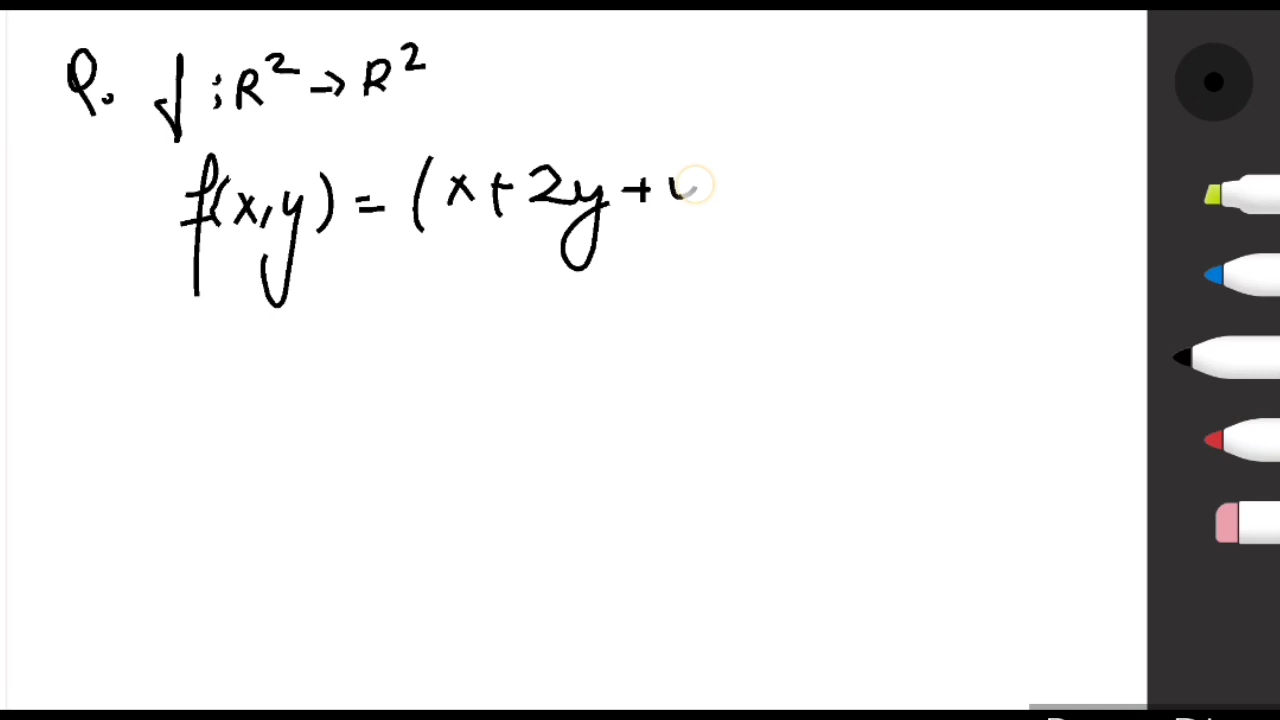 Q. f : R² → R²
f(x,y) = (x + 2y +